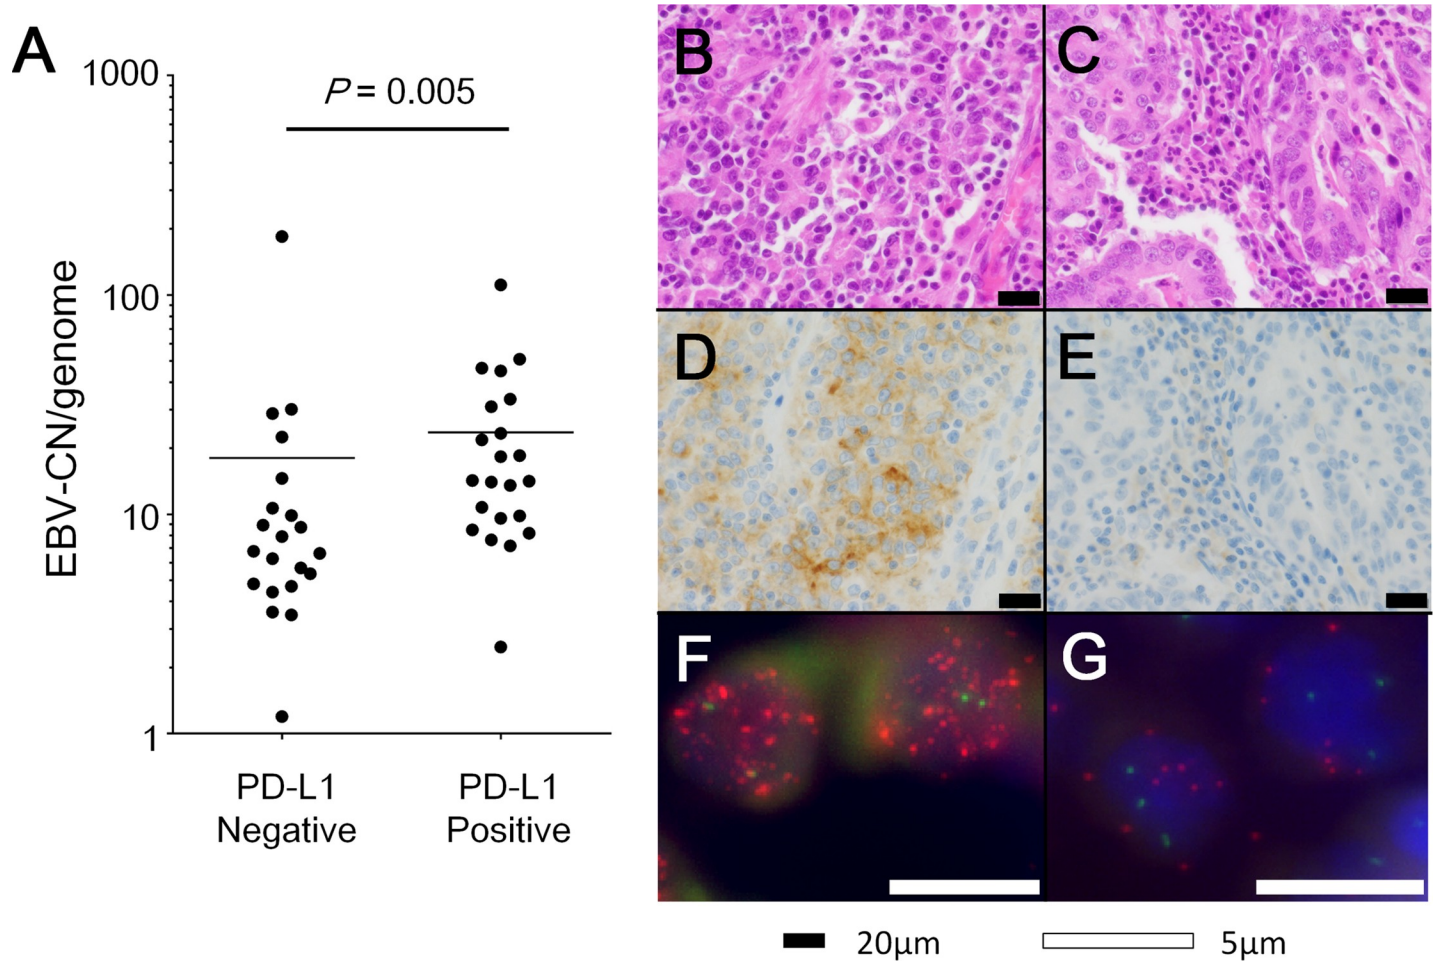 A
1000
P = 0.005
100
10
1
EBV-CN/genome
PD-L1
Negative
PD-L1
Positive
B
C
D
E
F
G
20μm
5μm